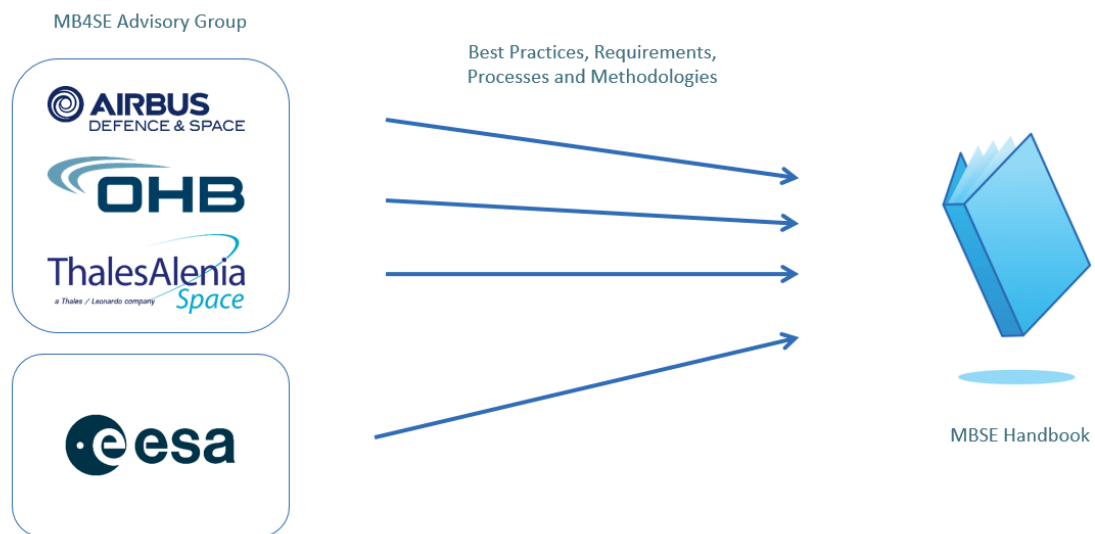 MB4SE Advisory Group
AIRBUS
DEFENCE & SPACE
OHB
ThalesAlenia
a Thales / Leonardo company Space
esa
Best Practices, Requirements,
Processes and Methodologies
MBSE Handbook